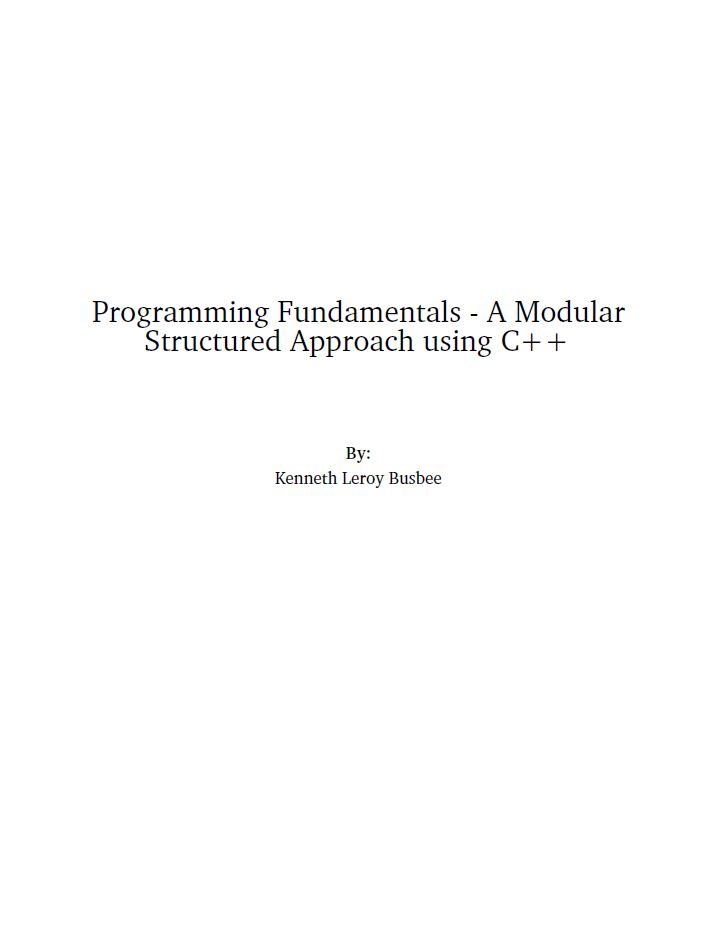 Programming Fundamentals - A Modular
Structured Approach using C++
By:
Kenneth Leroy Busbee